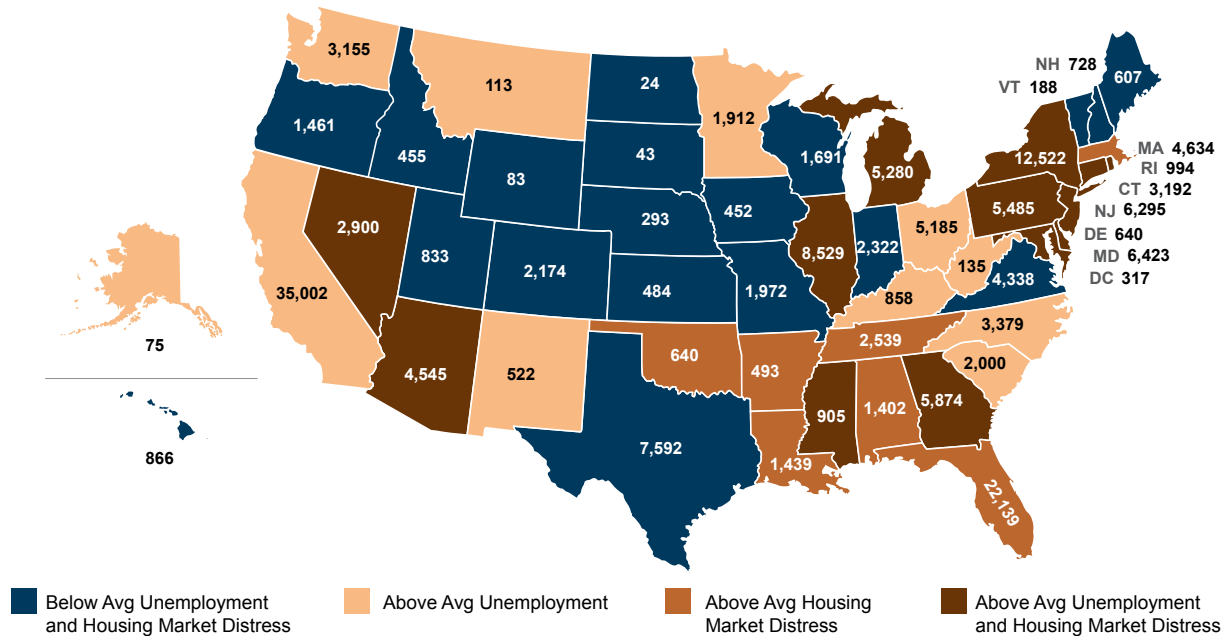 3,155
113
24
1,912
NH 728
VT 188
607
1,461
455
83
43
1,691
5,280
12,522
MA 4,634
RI 994
CT 3,192
NJ 6,295
DE 640
MD 6,423
DC 317
2,900
833
2,174
293
452
8,529
2,322
5,185
5,485
135
4,338
35,002
484
1,972
858
3,379
75
4,545
522
640
493
2,539
2,000
866
7,592
1,439
905
1,402
5,874
22,139
Below Avg Unemployment
and Housing Market Distress
Above Avg Unemployment
Above Avg Housing
Market Distress
Above Avg Unemployment
and Housing Market Distress